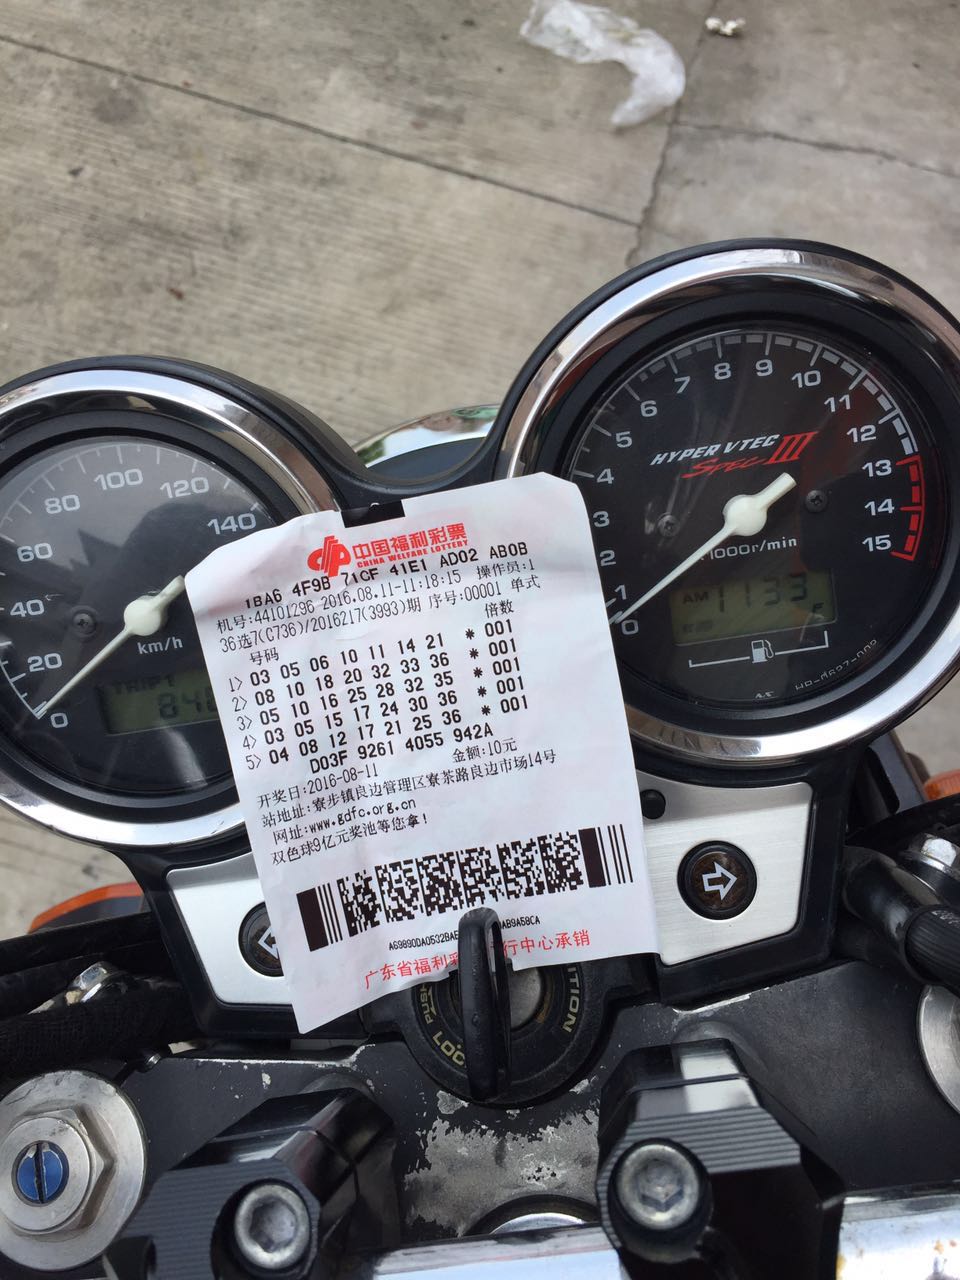 中国福利彩票
CHINA WELFARE LOTTERY
1BA6 4F9B 71CF 41E1 AD02 AB0B
机号:44101296 2016.08.11-11:18:15 操作员:1
36选7(C736)/2016217(3993)期 序号:00001 单式
号码 倍数
1> 03 05 06 10 11 14 21 * 001
2> 08 10 18 20 32 33 36 * 001
3> 05 10 16 25 28 32 35 * 001
4> 03 05 15 17 24 30 36 * 001
5> 04 08 12 17 21 25 36 * 001
D03F 9261 4055 942A
开奖日:2016-08-11 金额:10元
站地址:寮步镇良边管理区寮茶路良边市场14号
网址:www.gdfc.org.cn
双色球9亿元奖池等您拿!
A69890DA0532BAE AB9A58CA
广东省福利彩 行中心承销
0 20 40 60 80 100 120 140
km/h
TRIP 1
HYPER VTEC
SPEC III
0 1 2 3 4 5 6 7 8 9 10 11 12 13 14 15
1000r/min
AM 11:33
F
PUSH
LOCK